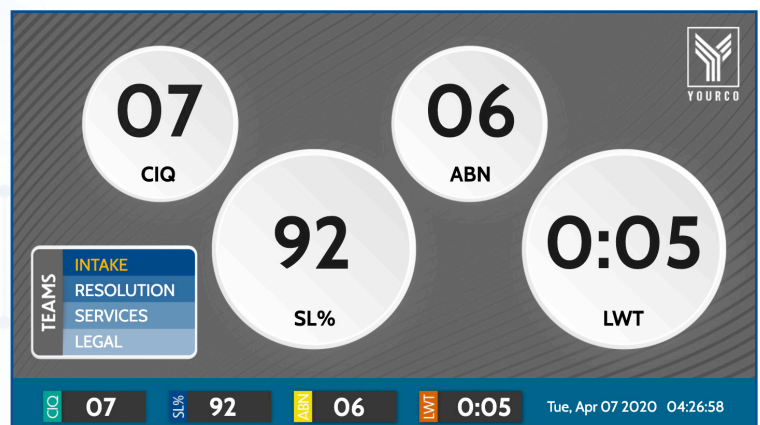 07
CIQ
06
ABN
YOURCO
92
SL%
0:05
LWT
TEAMS
INTAKE
RESOLUTION
SERVICES
LEGAL
CIQ 07 SL% 92 ABN 06 LWT 0:05 Tue, Apr 07 2020 04:26:58